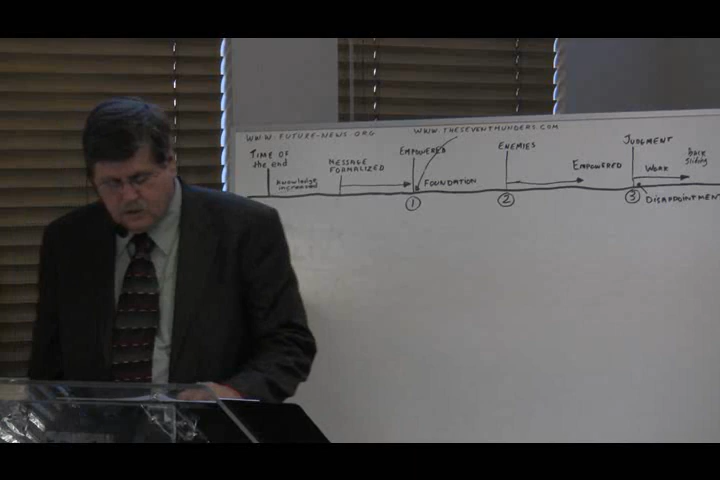 WWW.FUTURE-NEWS.ORG
WWW.THESEVENTHUNDERS.COM
TIME OF
the end
Knowledge
increased
MESSAGE
FORMALIZED
EMPOWERED
FOUNDATION
1
ENEMIES
EMPOWERED
2
JUDGMENT
WORK
Back
Sliding
3
DISAPPOINTMENT